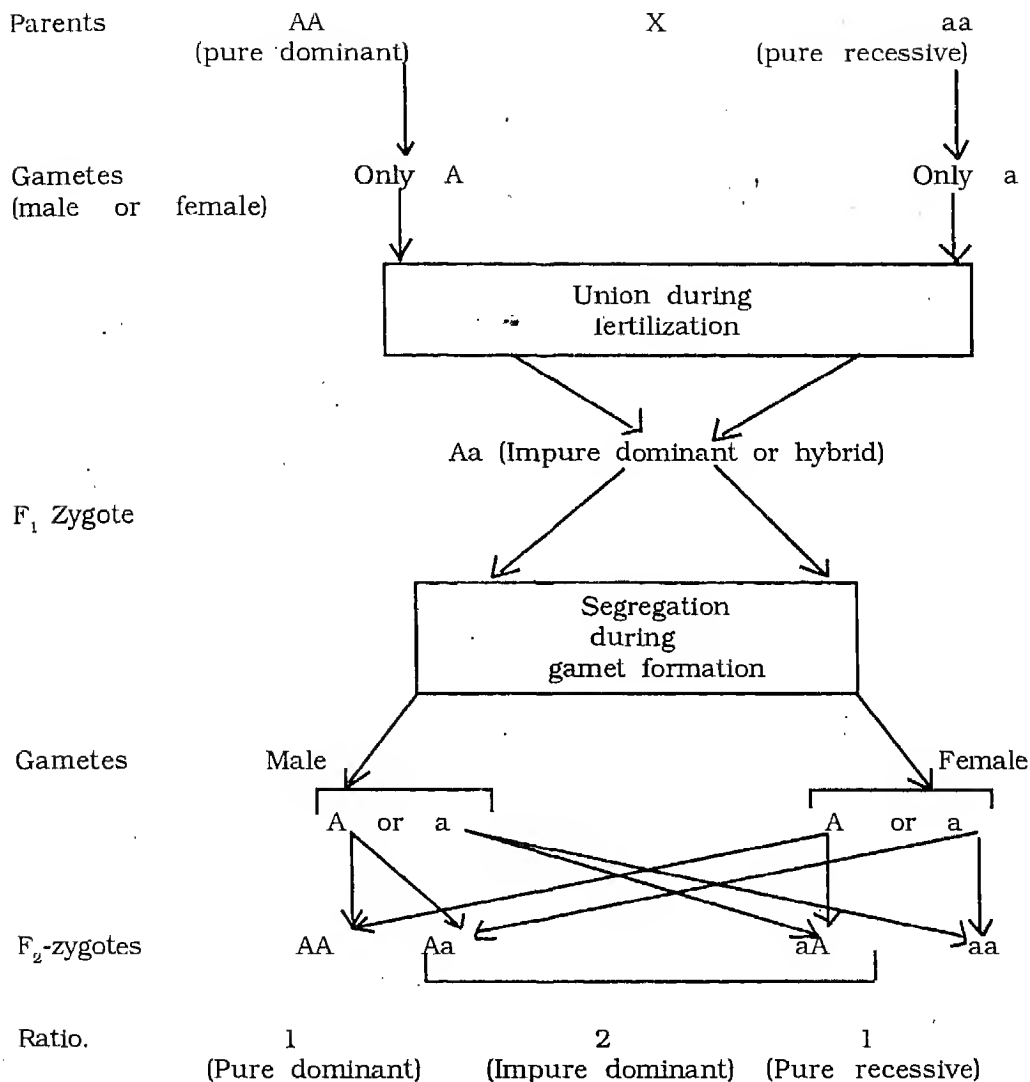 Parents AA X aa
(pure dominant) (pure recessive)
Gametes Only A Only a
(male or female)
Union during
fertilization
Aa (Impure dominant or hybrid)
F₁ Zygote
Segregation
during
gamet formation
Gametes Male Female
A or a A or a
F₂-zygotes AA Aa aA aa
Ratio. 1 2 1
(Pure dominant) (Impure dominant) (Pure recessive)